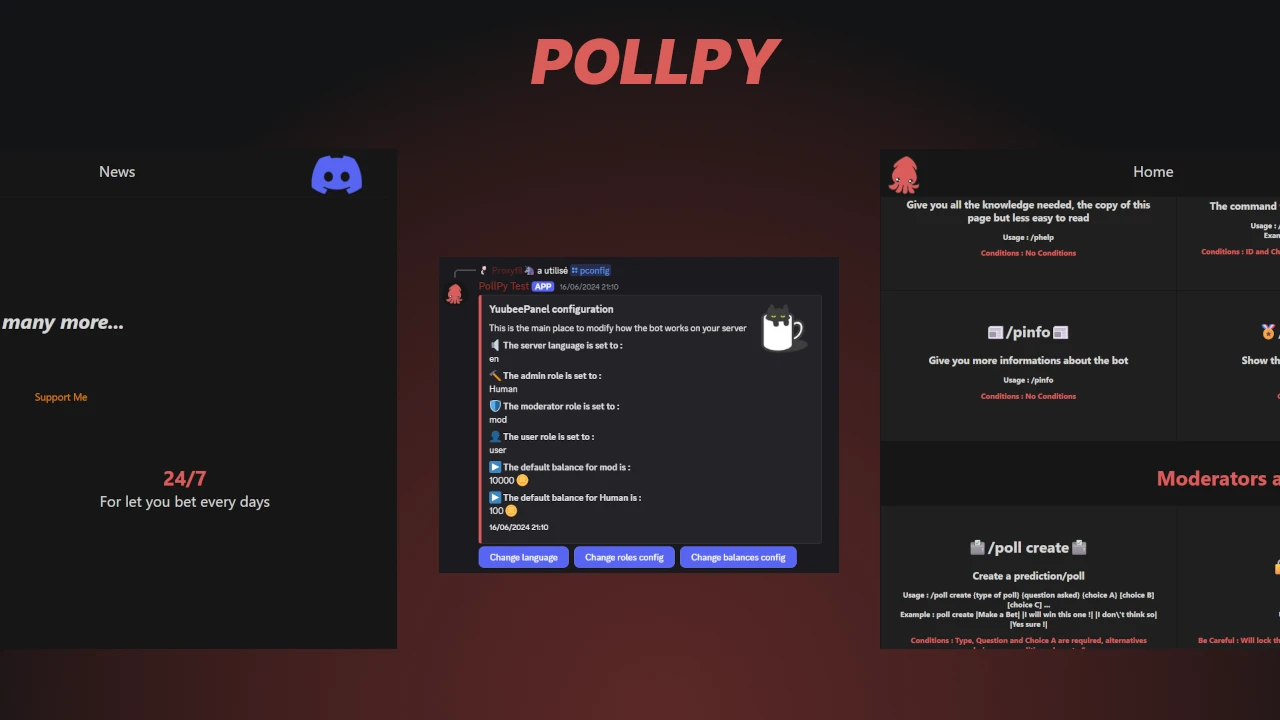 POLLPY
News
many more...
Support Me
24/7
For let you bet every days
Proxyfil a utilisé pconfig
PollPy Test APP 16/06/2024 21:10
YuubeePanel configuration
This is the main place to modify how the bot works on your server
The server language is set to :
en
The admin role is set to :
Human
The moderator role is set to :
mod
The user role is set to :
user
The default balance for mod is :
10000
The default balance for Human is :
100
16/06/2024 21:10
Change language
Change roles config
Change balances config
Home
Give you all the knowledge needed, the copy of this
page but less easy to read
Usage : /phelp
Conditions : No Conditions
The command
Usage : /
Exam
Conditions : ID and Ch
/pinfo
Give you more informations about the bot
Usage : /pinfo
Conditions : No Conditions
Show th
Moderators a
/poll create
Create a prediction/poll
Usage : /poll create {type of poll} {question asked} {choice A} [choice B]
[choice C] ...
Example : poll create |Make a Bet| |I will win this one !| |I don\'t think so|
|Yes sure !|
Conditions : Type, Question and Choice A are required, alternatives
Be Careful : Will lock th